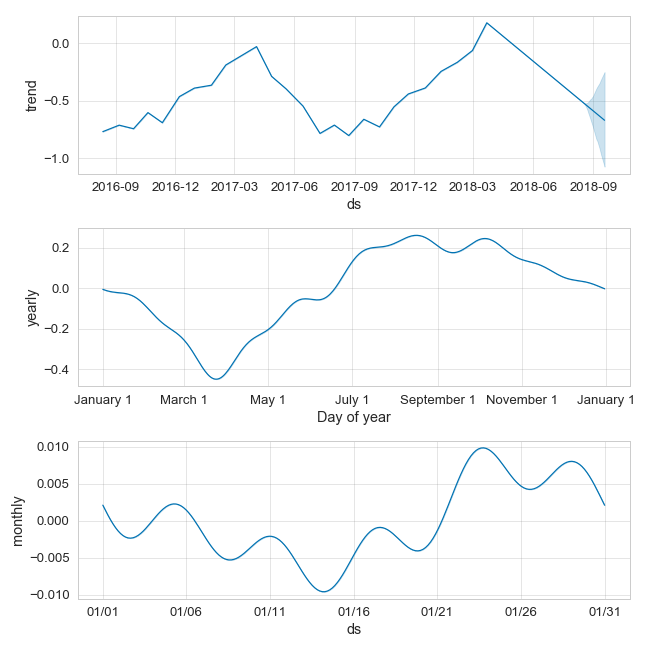 0.0
−0.5
−1.0
trend
2016-09 2016-12 2017-03 2017-06 2017-09 2017-12 2018-03 2018-06 2018-09
ds
0.2
0.0
−0.2
−0.4
yearly
January 1 March 1 May 1 July 1 September 1 November 1 January 1
Day of year
0.010
0.005
0.000
−0.005
−0.010
monthly
01/01 01/06 01/11 01/16 01/21 01/26 01/31
ds